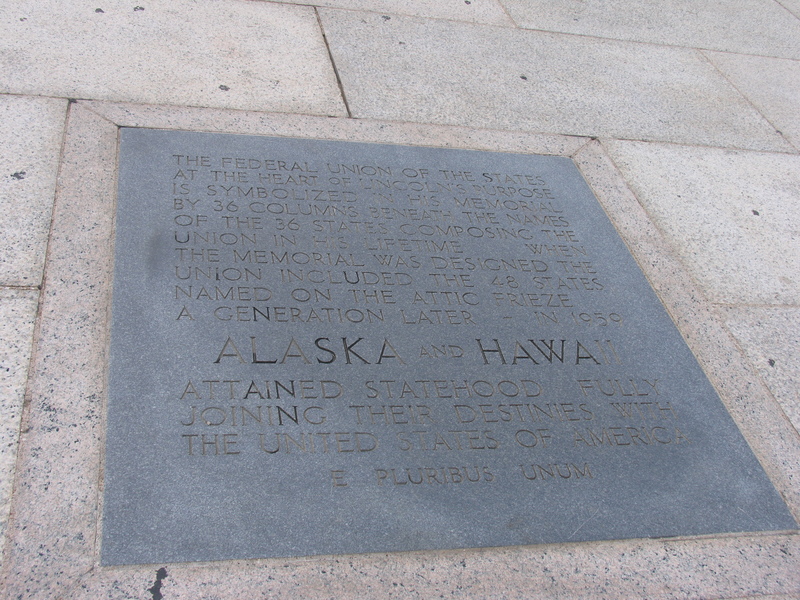 THE FEDERAL UNION OF THE STATES
AT THE HEART OF LINCOLN'S PURPOSE
IS SYMBOLIZED IN HIS MEMORIAL
BY 36 COLUMNS BENEATH THE NAMES
OF THE 36 STATES COMPOSING THE
UNION IN HIS LIFETIME WHEN
THE MEMORIAL WAS DESIGNED THE
UNION INCLUDED THE 48 STATES
NAMED ON THE ATTIC FRIEZE
A GENERATION LATER - IN 1959
ALASKA AND HAWAII
ATTAINED STATEHOOD FULLY
JOINING THEIR DESTINIES WITH
THE UNITED STATES OF AMERICA
E PLURIBUS UNUM